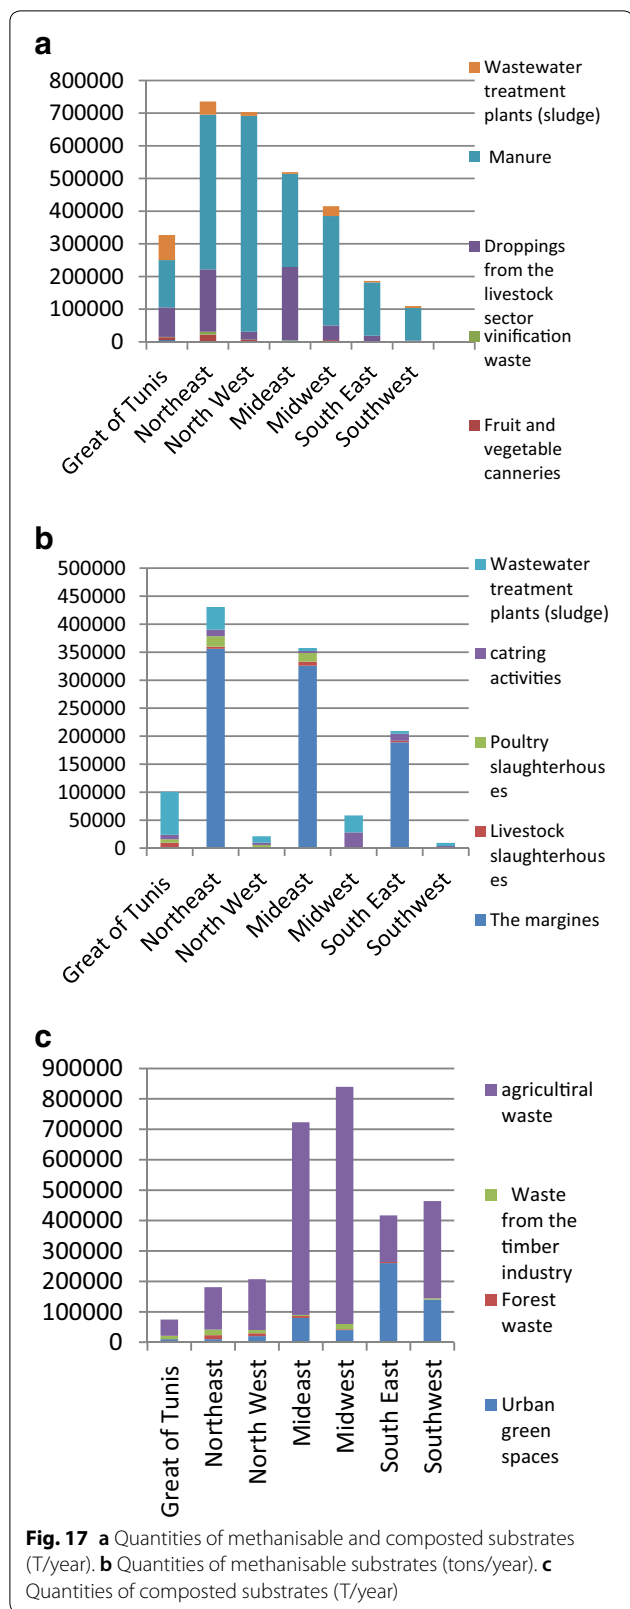 a
800000
700000
600000
500000
400000
300000
200000
100000
0
Great of Tunis
Northeast
North West
Mideast
Midwest
South East
Southwest
Wastewater
treatment
plants (sludge)
Manure
Droppings
from the
livestock
sector
vinification
waste
Fruit and
vegetable
canneries
b
500000
450000
400000
350000
300000
250000
200000
150000
100000
50000
0
Great of Tunis
Northeast
North West
Mideast
Midwest
South East
Southwest
Wastewater
treatment
plants (sludge)
catring
activities
Poultry
slaughterhous
es
Livestock
slaughterhous
es
The margines
c
900000
800000
700000
600000
500000
400000
300000
200000
100000
0
Great of Tunis
Northeast
North West
Mideast
Midwest
South East
Southwest
agricultiral
waste
Waste
from the
timber
industry
Forest
waste
Urban
green
spaces
Fig. 17 a Quantities of methanisable and composted substrates
(T/year). b Quantities of methanisable substrates (tons/year). c
Quantities of composted substrates (T/year)